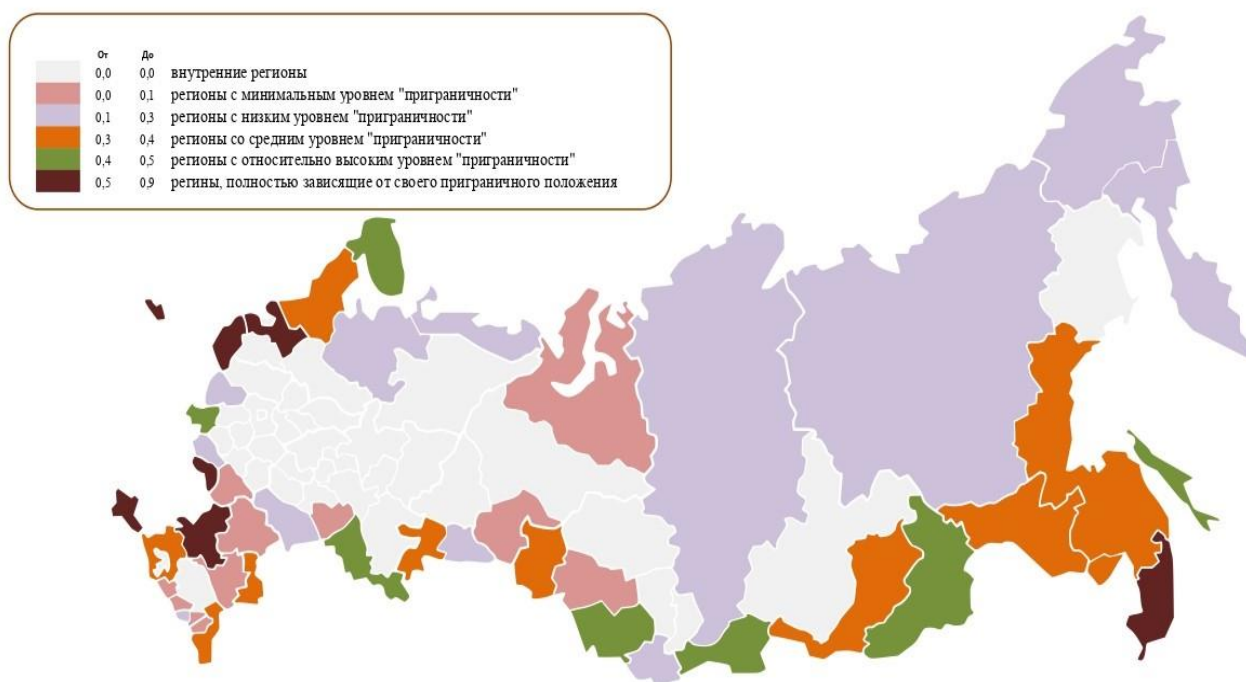 От До
0,0 0,0 внутренние регионы
0,0 0,1 регионы с минимальным уровнем "приграничности"
0,1 0,3 регионы с низким уровнем "приграничности"
0,3 0,4 регионы со средним уровнем "приграничности"
0,4 0,5 регионы с относительно высоким уровнем "приграничности"
0,5 0,9 регины, полностью зависящие от своего приграничного положения